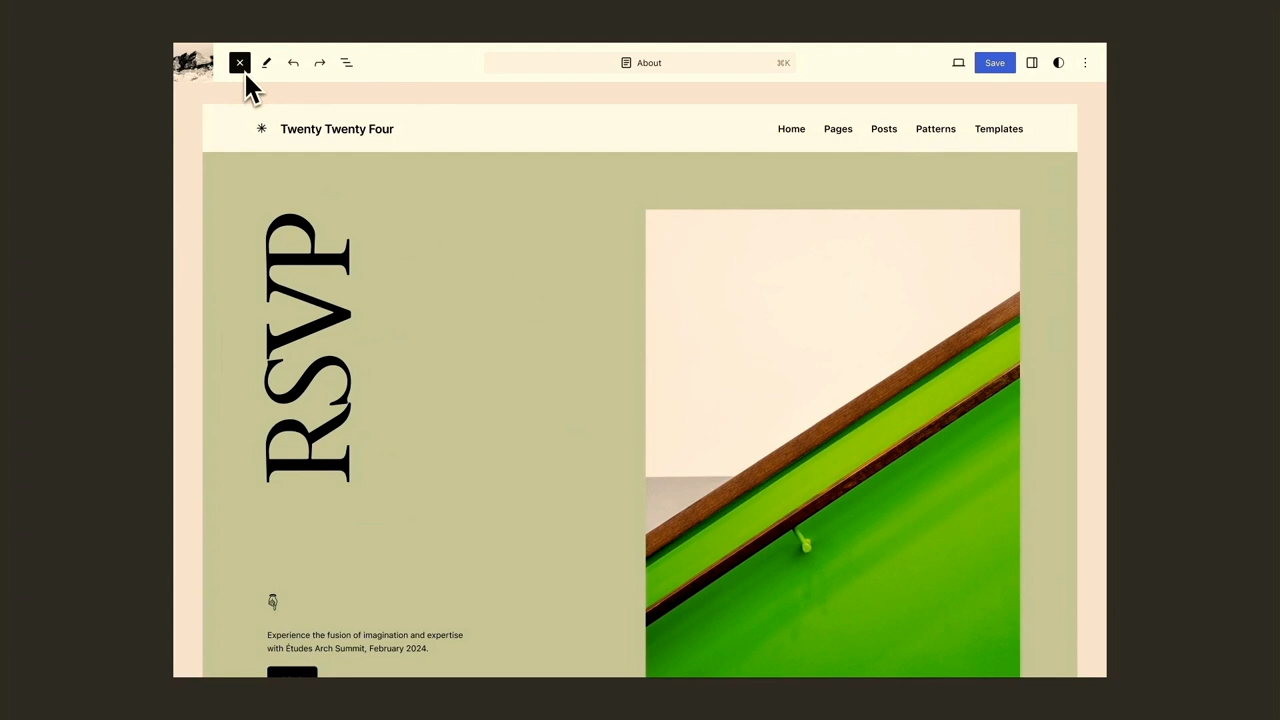 About
⌘K
Save
Twenty Twenty Four
Home
Pages
Posts
Patterns
Templates
RSVP
Experience the fusion of imagination and expertise
with Études Arch Summit, February 2024.